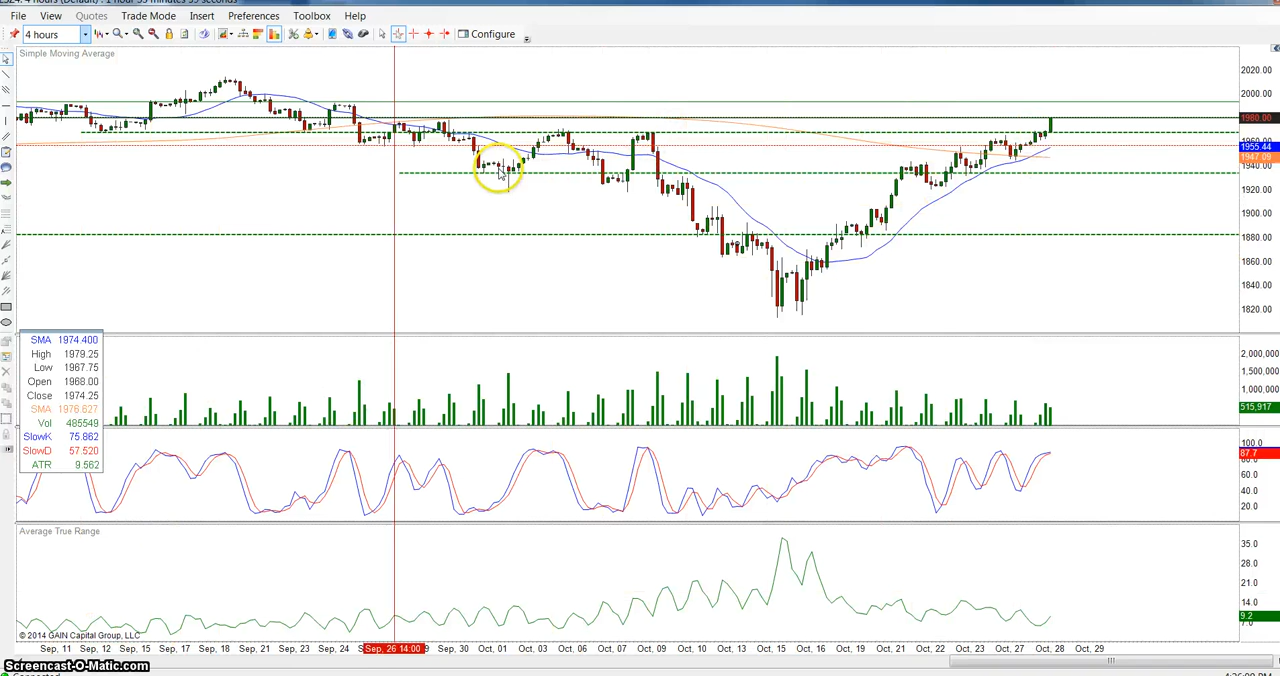 File View Quotes Trade Mode Insert Preferences Toolbox Help
4 hours Configure
Simple Moving Average
2020.00
2000.00
1980.00
1955.44
1947.09
1940.00
1920.00
1900.00
1880.00
1860.00
1840.00
1820.00
SMA 1974.400
High 1979.25
Low 1967.75
Open 1968.00
Close 1974.25
SMA 1976.627
Vol 485549
SlowK 75.862
SlowD 57.520
ATR 9.562
2,000,000
1,500,000
1,000,000
515,917
100.0
87.7
60.0
40.0
20.0
Average True Range
35.0
28.0
21.0
14.0
9.2
© 2014 GAIN Capital Group, LLC
Sep, 11 Sep, 12 Sep, 16 Sep, 17 Sep, 18 Sep, 21 Sep, 23 Sep, 24 Sep, 26 14:00 Sep, 30 Oct, 01 Oct, 03 Oct, 05 Oct, 07 Oct, 08 Oct, 10 Oct, 12 Oct, 14 Oct, 15 Oct, 16 Oct, 19 Oct, 21 Oct, 22 Oct, 23 Oct, 27 Oct, 28 Oct, 29
Screencast-O-Matic.com